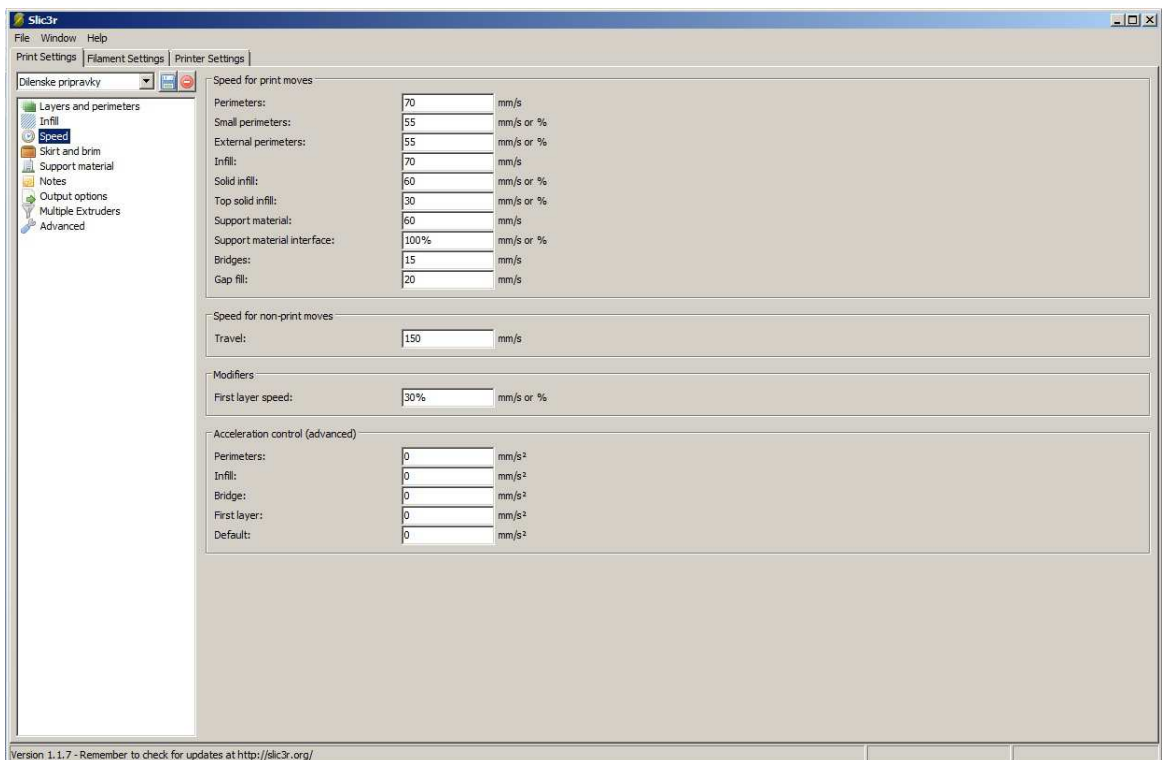 Slic3r
File Window Help
Print Settings Filament Settings Printer Settings
Dilenske pripravky
Layers and perimeters
Infill
Speed
Skirt and brim
Support material
Notes
Output options
Multiple Extruders
Advanced
Speed for print moves
Perimeters: 70 mm/s
Small perimeters: 55 mm/s or %
External perimeters: 55 mm/s or %
Infill: 70 mm/s
Solid infill: 60 mm/s or %
Top solid infill: 30 mm/s or %
Support material: 60 mm/s
Support material interface: 100% mm/s or %
Bridges: 15 mm/s
Gap fill: 20 mm/s
Speed for non-print moves
Travel: 150 mm/s
Modifiers
First layer speed: 30% mm/s or %
Acceleration control (advanced)
Perimeters: 0 mm/s²
Infill: 0 mm/s²
Bridge: 0 mm/s²
First layer: 0 mm/s²
Default: 0 mm/s²
Version 1.1.7 - Remember to check for updates at http://slic3r.org/